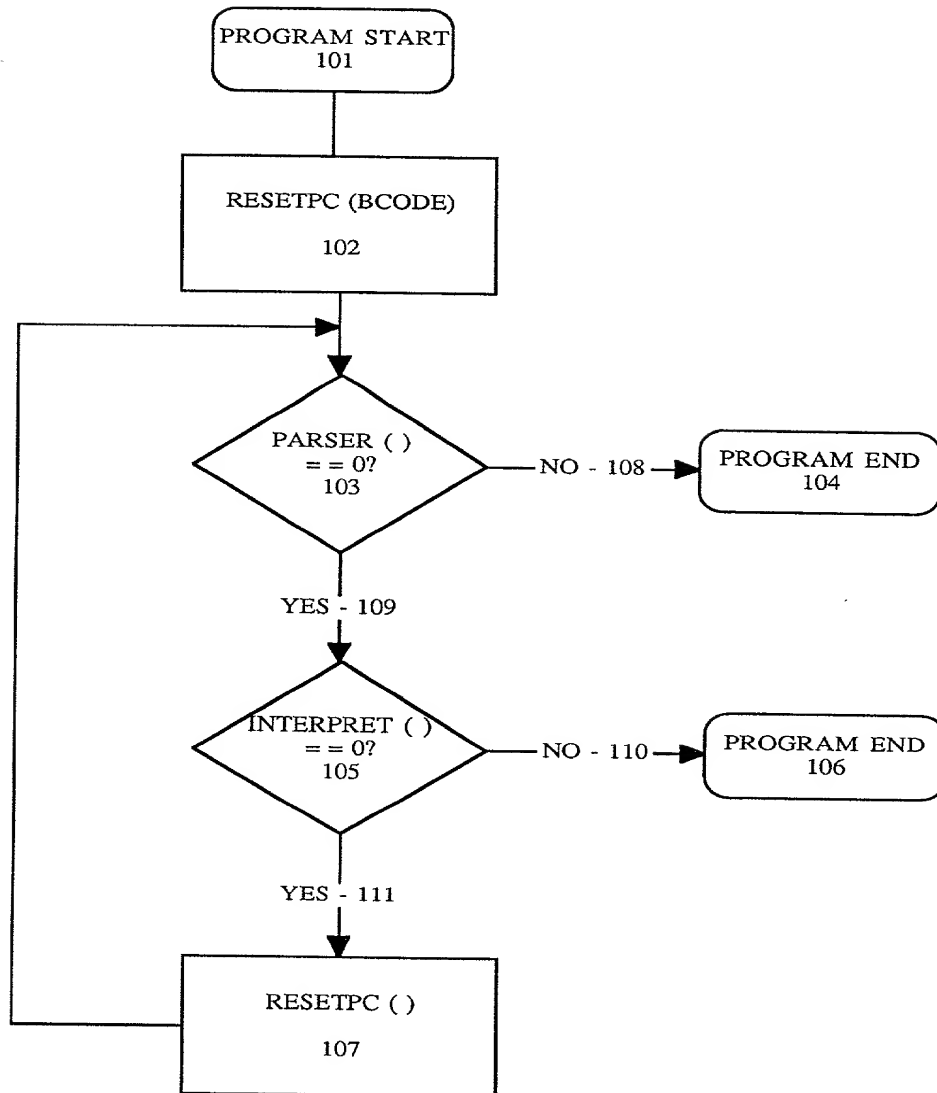 PROGRAM START
101
RESETPC (BCODE)
102
PARSER ( )
= = 0?
103
NO - 108
PROGRAM END
104
YES - 109
INTERPRET ( )
= = 0?
105
NO - 110
PROGRAM END
106
YES - 111
RESETPC ( )
107